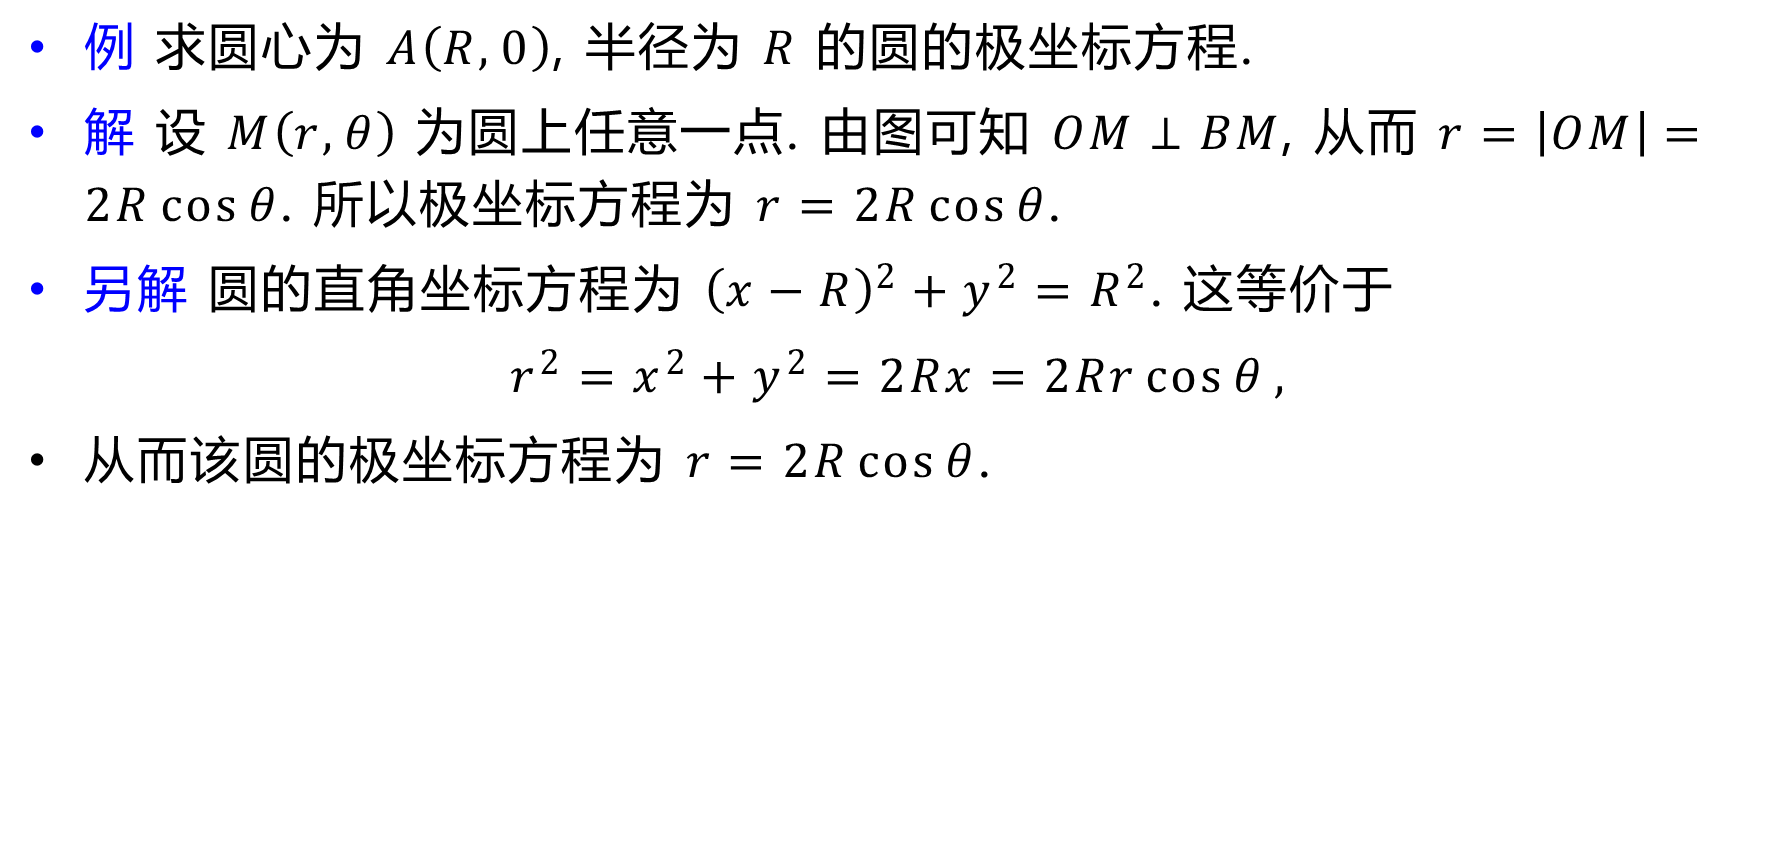 • 例 求圆心为 A(R, 0), 半径为 R 的圆的极坐标方程.
• 解 设 M(r, θ) 为圆上任意一点. 由图可知 OM ⊥ BM, 从而 r = |OM| =
2R cos θ. 所以极坐标方程为 r = 2R cos θ.
• 另解 圆的直角坐标方程为 (x − R)² + y² = R². 这等价于
r² = x² + y² = 2Rx = 2Rr cos θ ,
• 从而该圆的极坐标方程为 r = 2R cos θ.